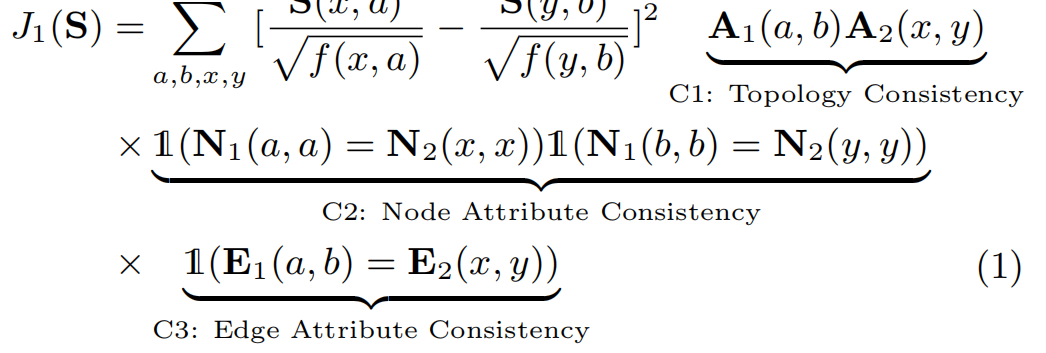 J₁(𝐒) = ∑ [ 𝐒(x, a) / √f(x, a) − 𝐒(y, b) / √f(y, b) ]² 𝐀₁(a, b)𝐀₂(x, y)
a,b,x,y
C1: Topology Consistency
× 𝟙(𝐍₁(a, a) = 𝐍₂(x, x))𝟙(𝐍₁(b, b) = 𝐍₂(y, y))
C2: Node Attribute Consistency
× 𝟙(𝐄₁(a, b) = 𝐄₂(x, y)) (1)
C3: Edge Attribute Consistency